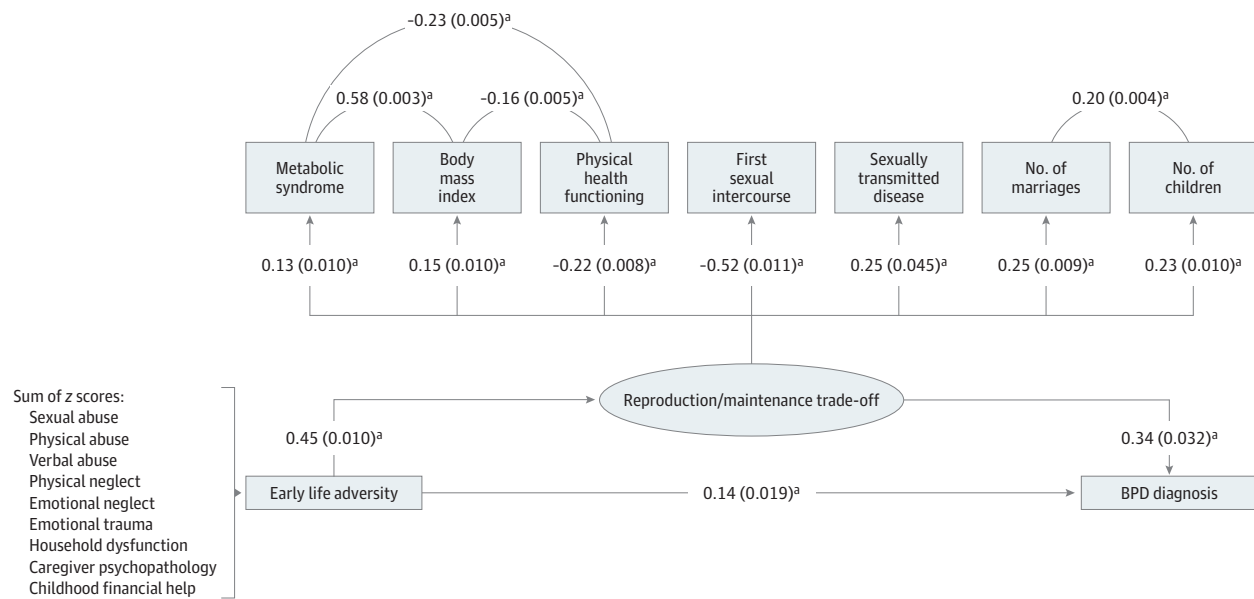 -0.23 (0.005)a
0.58 (0.003)a
-0.16 (0.005)a
0.20 (0.004)a
Metabolic
syndrome
Body
mass
index
Physical
health
functioning
First
sexual
intercourse
Sexually
transmitted
disease
No. of
marriages
No. of
children
0.13 (0.010)a
0.15 (0.010)a
-0.22 (0.008)a
-0.52 (0.011)a
0.25 (0.045)a
0.25 (0.009)a
0.23 (0.010)a
Reproduction/maintenance trade-off
Sum of z scores:
Sexual abuse
Physical abuse
Verbal abuse
Physical neglect
Emotional neglect
Emotional trauma
Household dysfunction
Caregiver psychopathology
Childhood financial help
0.45 (0.010)a
0.34 (0.032)a
Early life adversity
0.14 (0.019)a
BPD diagnosis